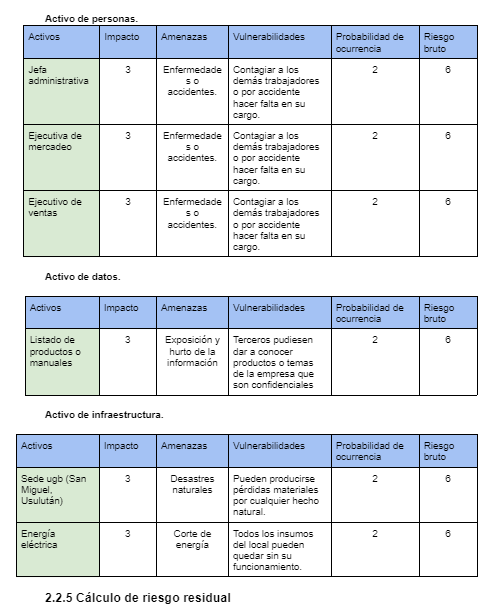 Activo de personas.
Activos Impacto Amenazas Vulnerabilidades Probabilidad de ocurrencia Riesgo bruto
Jefa administrativa 3 Enfermedades o accidentes. Contagiar a los demás trabajadores o por accidente hacer falta en su cargo. 2 6
Ejecutiva de mercadeo 3 Enfermedades o accidentes. Contagiar a los demás trabajadores o por accidente hacer falta en su cargo. 2 6
Ejecutivo de ventas 3 Enfermedades o accidentes. Contagiar a los demás trabajadores o por accidente hacer falta en su cargo. 2 6
Activo de datos.
Activos Impacto Amenazas Vulnerabilidades Probabilidad de ocurrencia Riesgo bruto
Listado de productos o manuales 3 Exposición y hurto de la información Terceros pudiesen dar a conocer productos o temas de la empresa que son confidenciales 2 6
Activo de infraestructura.
Activos Impacto Amenazas Vulnerabilidades Probabilidad de ocurrencia Riesgo bruto
Sede ugb (San Miguel, Usulután) 3 Desastres naturales Pueden producirse pérdidas materiales por cualquier hecho natural. 2 6
Energía eléctrica 3 Corte de energía Todos los insumos del local pueden quedar sin su funcionamiento. 2 6
2.2.5 Cálculo de riesgo residual